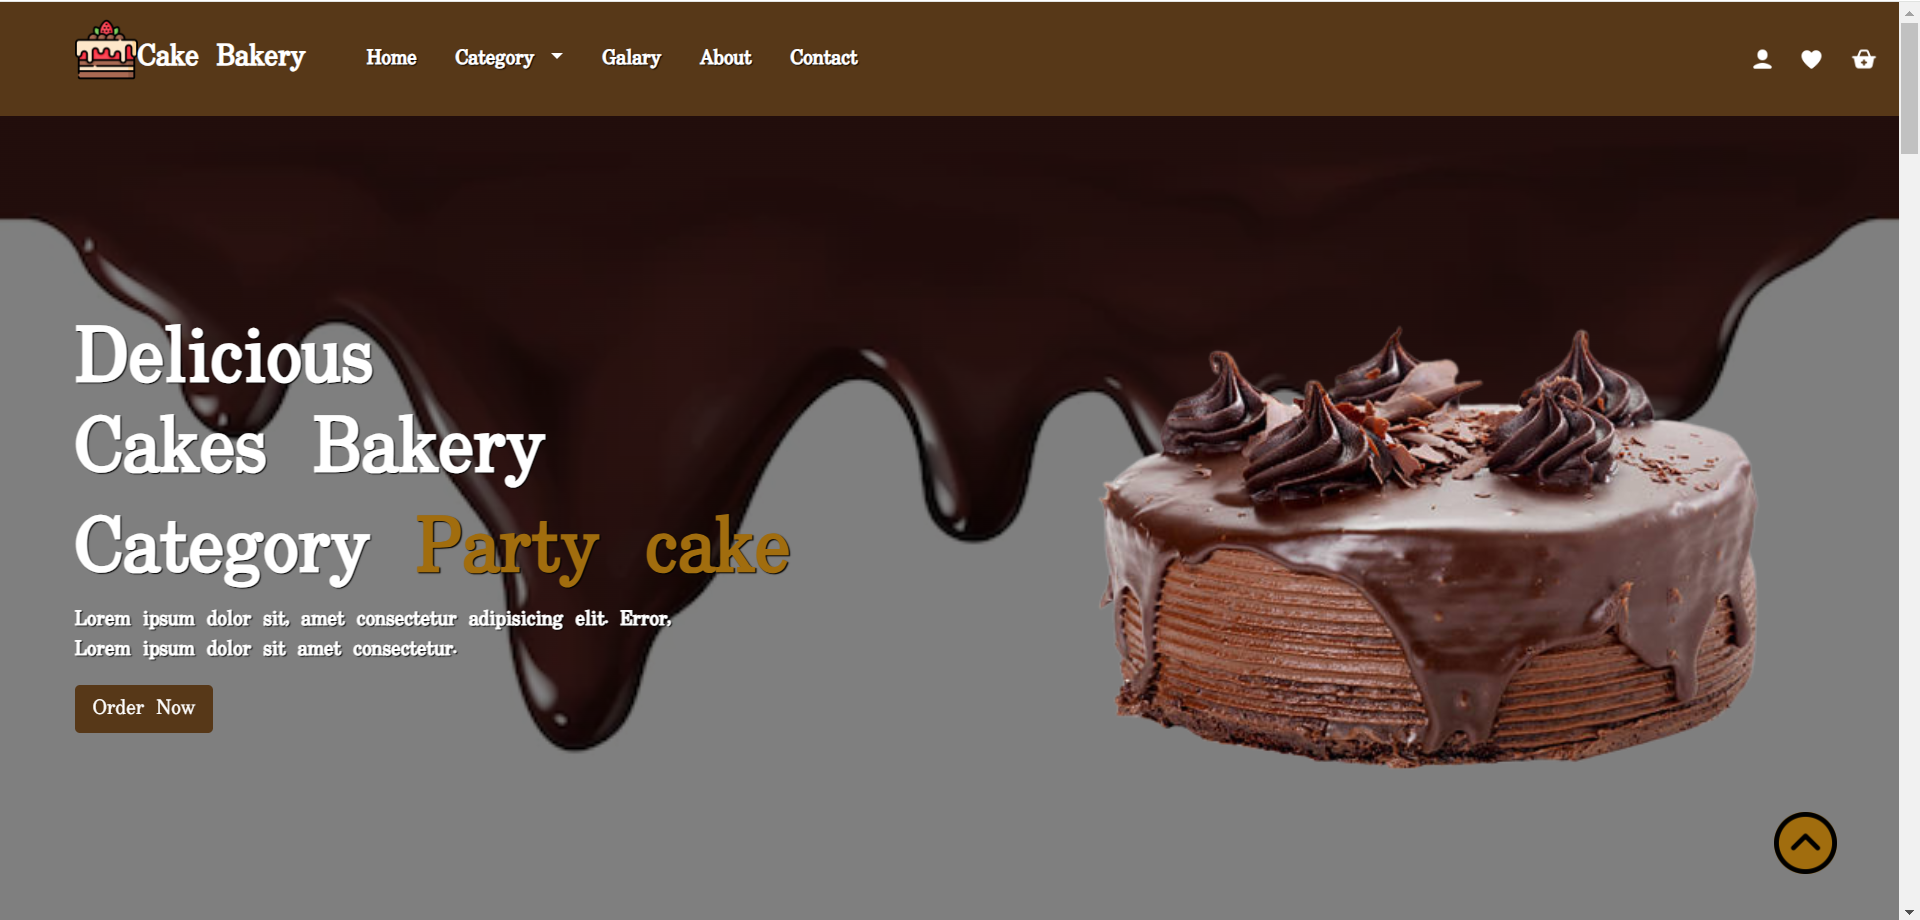 Cake Bakery
Home
Category
Galary
About
Contact
Delicious
Cakes Bakery
Category Party cake
Lorem ipsum dolor sit, amet consectetur adipisicing elit. Error,
Lorem ipsum dolor sit amet consectetur.
Order Now